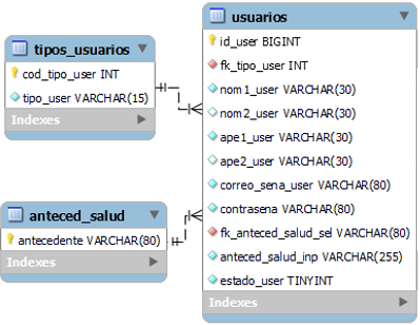 tipos_usuarios
cod_tipo_user INT
tipo_user VARCHAR(15)
Indexes
anteced_salud
antecedente VARCHAR(80)
Indexes
usuarios
id_user BIGINT
fk_tipo_user INT
nom1_user VARCHAR(30)
nom2_user VARCHAR(30)
ape1_user VARCHAR(30)
ape2_user VARCHAR(30)
correo_sena_user VARCHAR(80)
contrasena VARCHAR(80)
fk_anteced_salud_sel VARCHAR(80)
anteced_salud_inp VARCHAR(255)
estado_user TINYINT
Indexes